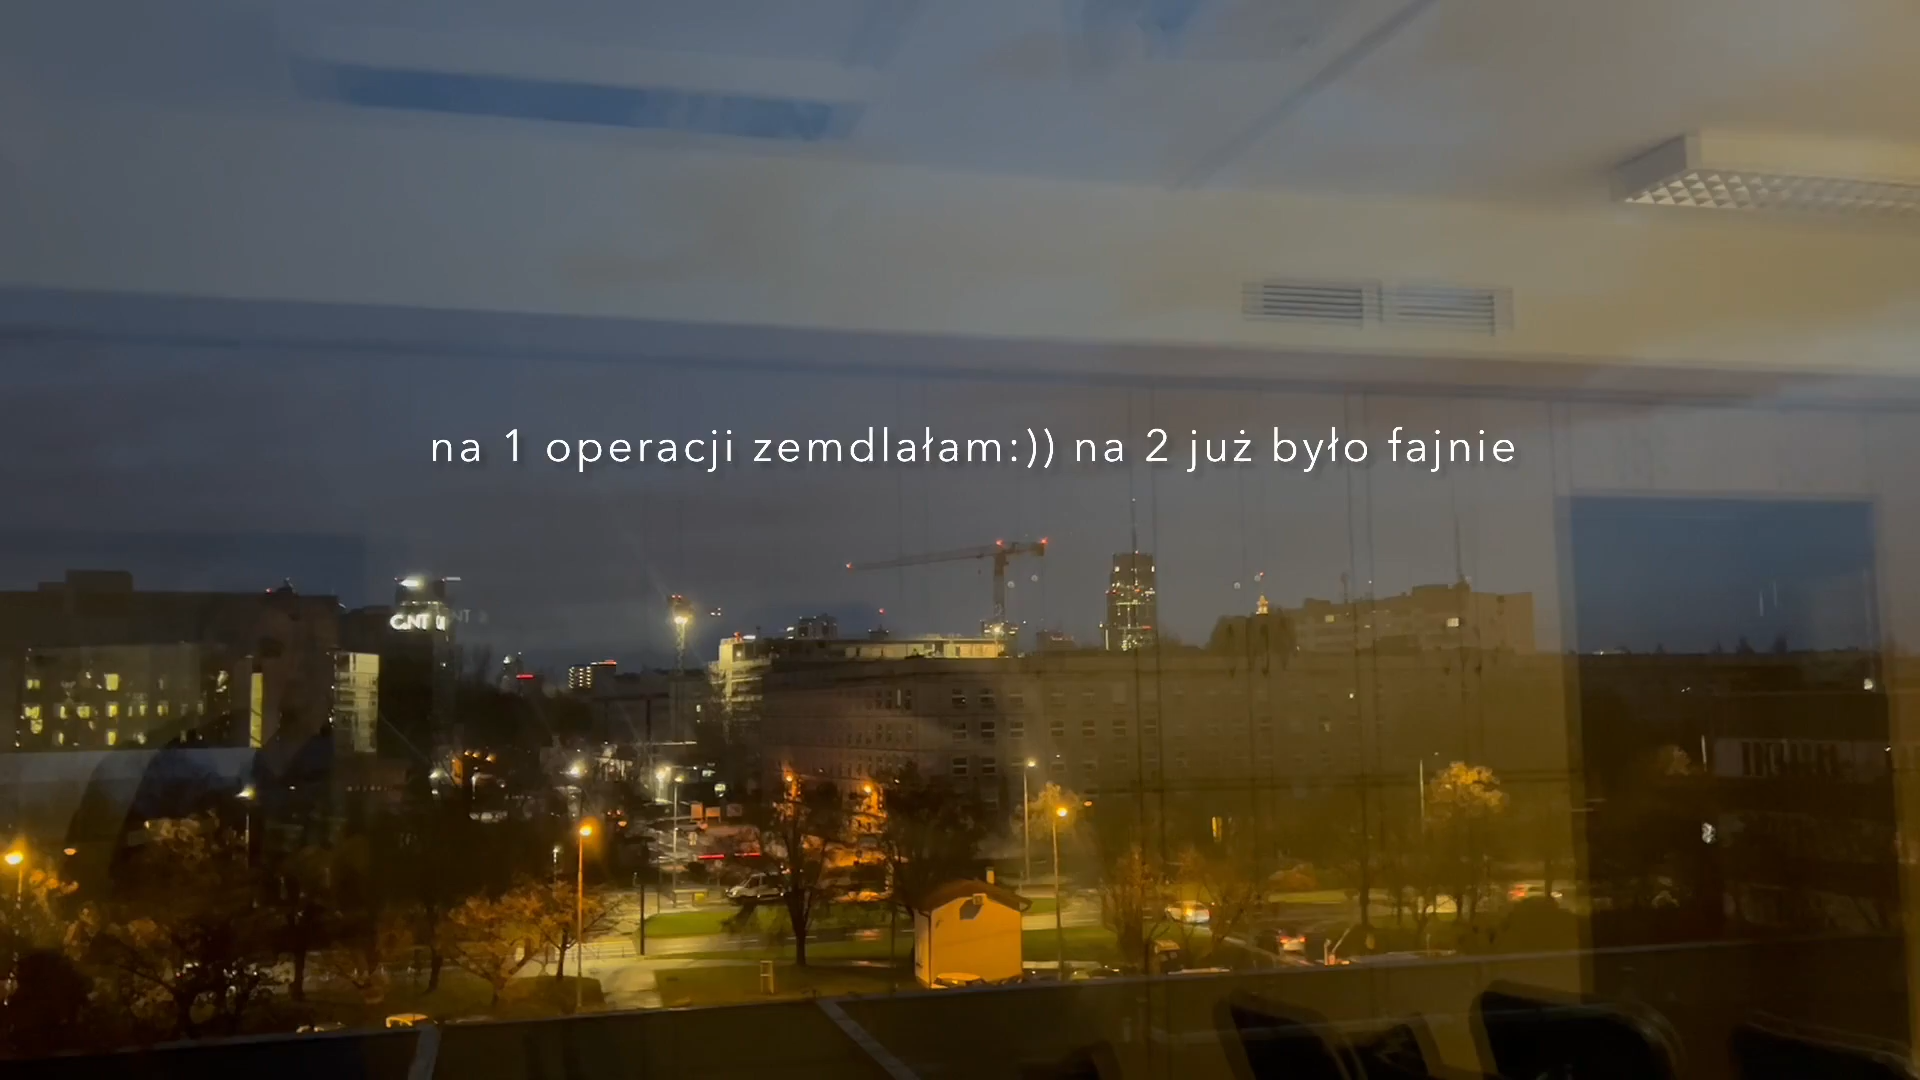 na 1 operacji zemdlałam:)) na 2 już było fajnie